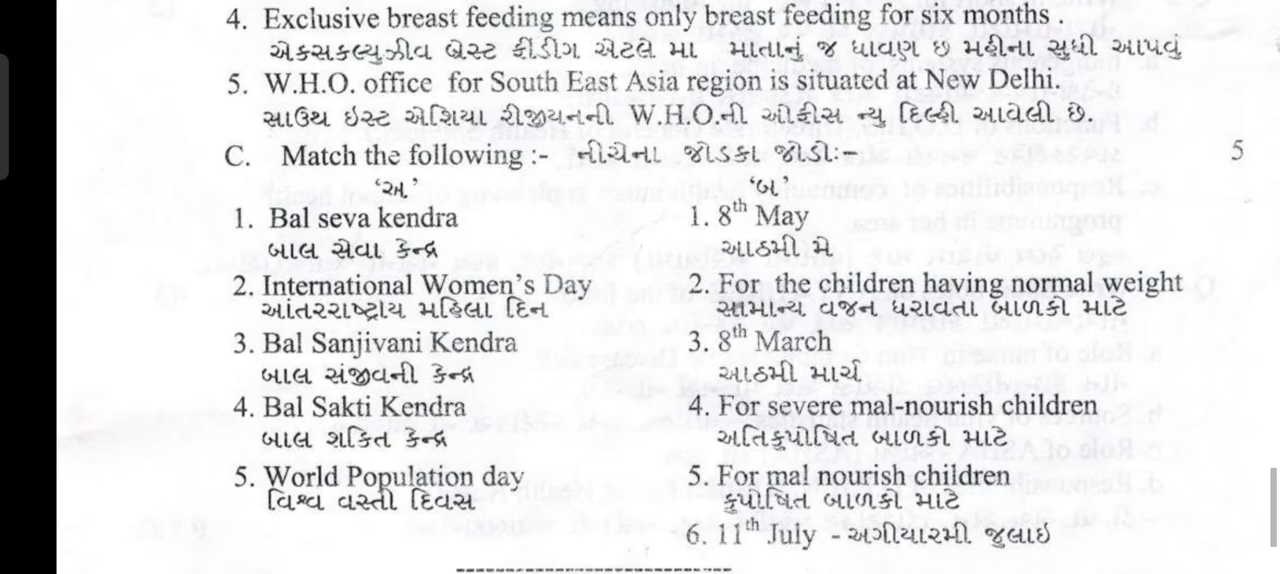 4. Exclusive breast feeding means only breast feeding for six months .
એકસકલ્યુઝીવ બ્રેસ્ટ ફીડીગ એટલે મા માતાનું જ ધાવાણ છ મહીના સુધી આપવું
5. W.H.O. office for South East Asia region is situated at New Delhi.
સાઉથ ઇસ્ટ એશિયા રીજીયનની W.H.O.ની ઓફીસ ન્યુ દિલ્હી આવેલી છે.
C. Match the following :- નીચેના જોડકા જોડી:- 5
‘અ’ ‘બ’
1. Bal seva kendra 1. 8th May
બાલ સેવા કેન્દ્ર આઠમી મે
2. International Women’s Day 2. For the children having normal weight
આંતરરાષ્ટ્રીય મહિલા દિન સામાન્ય વજન ધરાવતા બાળકો માટે
3. Bal Sanjivani Kendra 3. 8th March
બાલ સંજીવની કેન્દ્ર આઠમી માર્ચ
4. Bal Sakti Kendra 4. For severe mal-nourish children
બાલ શકિત કેન્દ્ર અતિકુપોષિત બાળકો માટે
5. World Population day 5. For mal nourish children
વિશ્વ વસ્તી દિવસ કુપોષિત બાળકો માટે
6. 11th July - અગીયારમી જુલાઇ